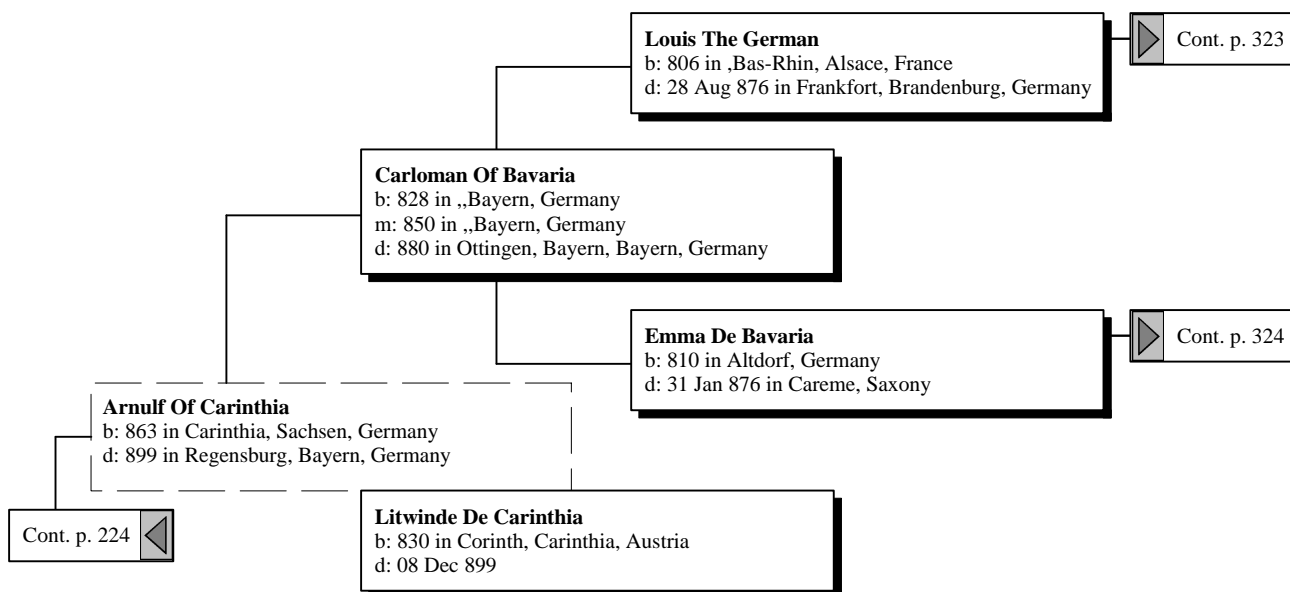 Louis The German
b: 806 in ,Bas-Rhin, Alsace, France
d: 28 Aug 876 in Frankfort, Brandenburg, Germany
Cont. p. 323
Carloman Of Bavaria
b: 828 in ,,Bayern, Germany
m: 850 in ,,Bayern, Germany
d: 880 in Ottingen, Bayern, Bayern, Germany
Emma De Bavaria
b: 810 in Altdorf, Germany
d: 31 Jan 876 in Careme, Saxony
Cont. p. 324
Arnulf Of Carinthia
b: 863 in Carinthia, Sachsen, Germany
d: 899 in Regensburg, Bayern, Germany
Cont. p. 224
Litwinde De Carinthia
b: 830 in Corinth, Carinthia, Austria
d: 08 Dec 899